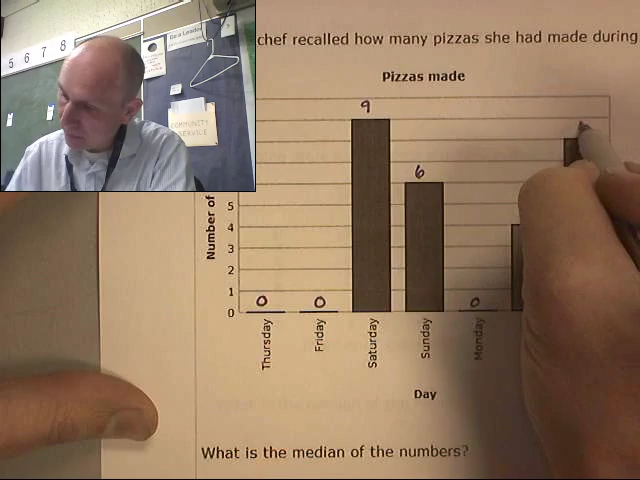 5 6 7 8
Be a Leader
COMMUNITY
SERVICE
chef recalled how many pizzas she had made during
Pizzas made
9
6
0 0 0
Number of
5
4
3
2
1
0
Thursday Friday Saturday Sunday Monday
Day
What is the median of the numbers?